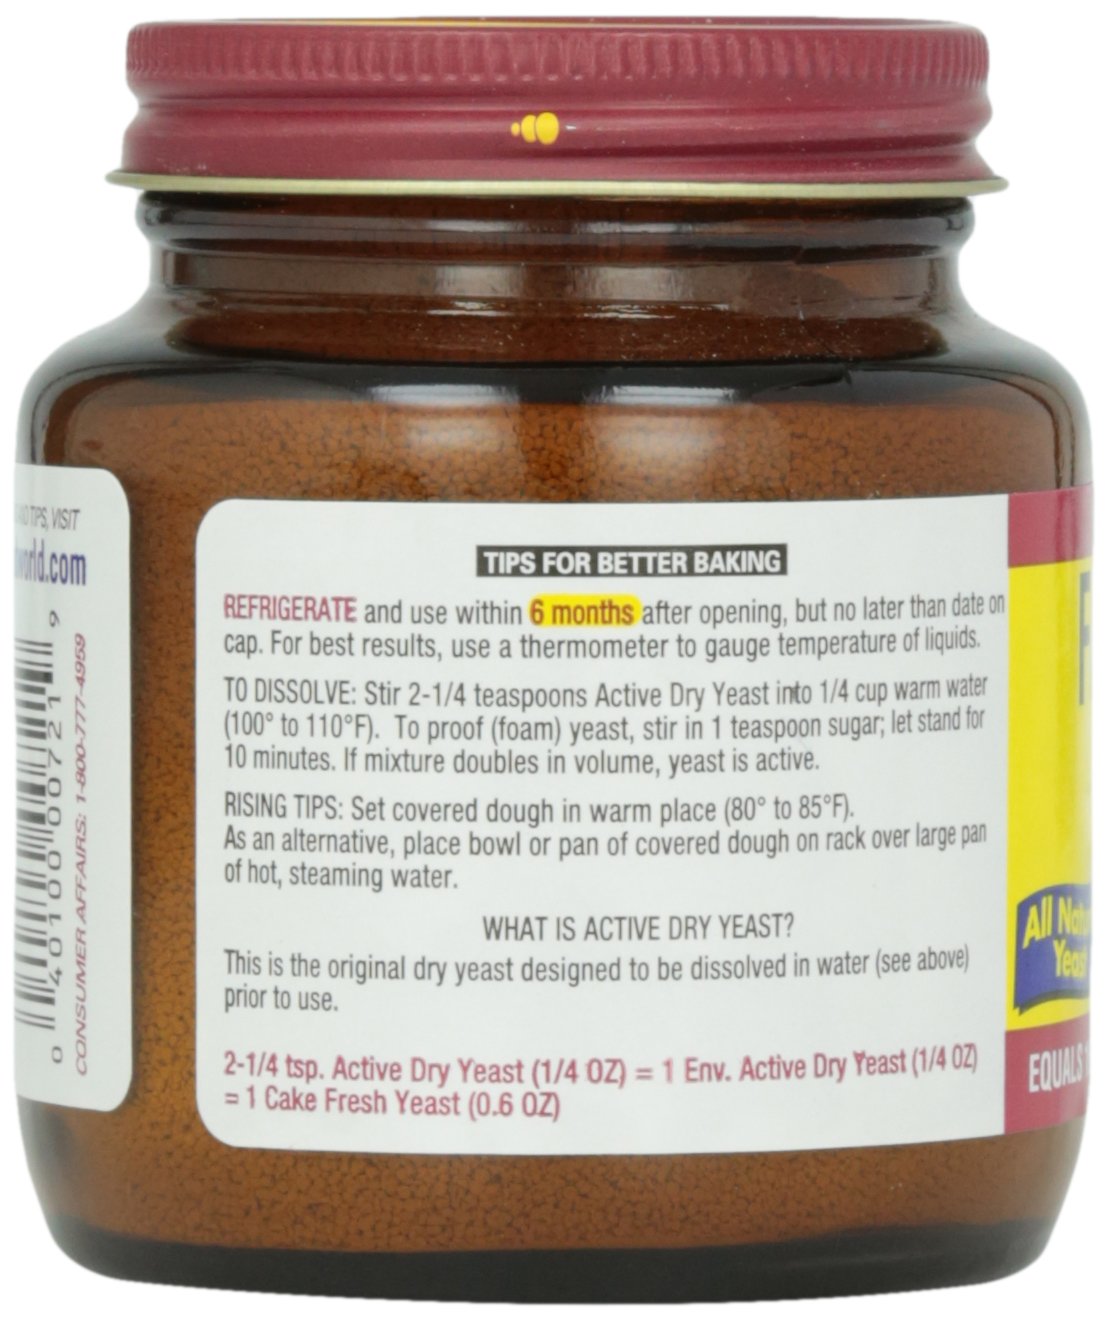 TIPS, VISIT
world.com
0 40100 00721 9
CONSUMER AFFAIRS: 1-800-777-4959
TIPS FOR BETTER BAKING
REFRIGERATE and use within 6 months after opening, but no later than date on
cap. For best results, use a thermometer to gauge temperature of liquids.
TO DISSOLVE: Stir 2-1/4 teaspoons Active Dry Yeast into 1/4 cup warm water
(100° to 110°F). To proof (foam) yeast, stir in 1 teaspoon sugar; let stand for
10 minutes. If mixture doubles in volume, yeast is active.
RISING TIPS: Set covered dough in warm place (80° to 85°F).
As an alternative, place bowl or pan of covered dough on rack over large pan
of hot, steaming water.
WHAT IS ACTIVE DRY YEAST?
This is the original dry yeast designed to be dissolved in water (see above)
prior to use.
2-1/4 tsp. Active Dry Yeast (1/4 OZ) = 1 Env. Active Dry Yeast (1/4 OZ)
= 1 Cake Fresh Yeast (0.6 OZ)
All Natu
Yeast
EQUALS